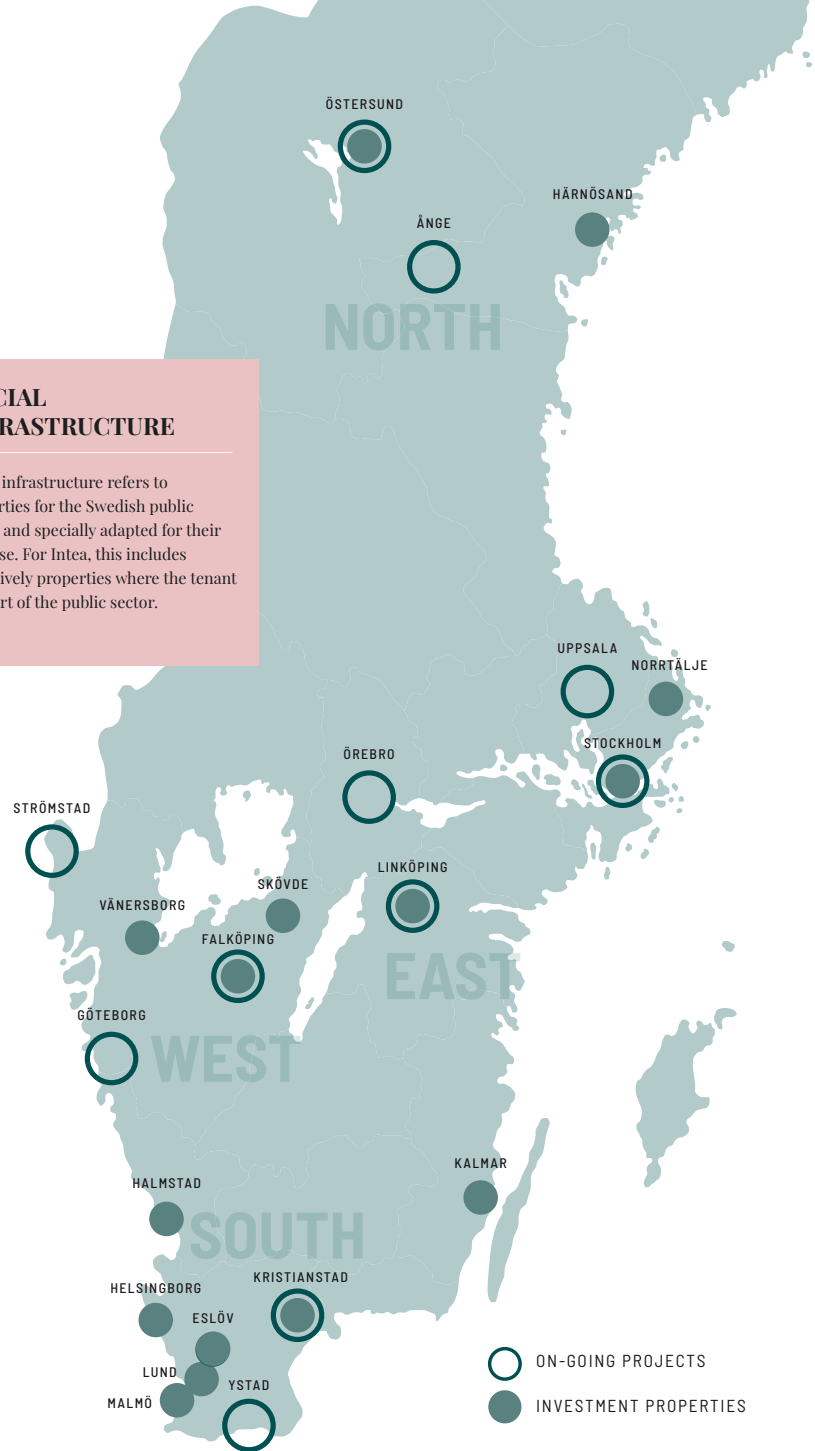 ÖSTERSUND
HÄRNÖSAND
ÅNGE
NORTH
CIAL
RASTRUCTURE
infrastructure refers to
rties for the Swedish public
and specially adapted for their
se. For Intea, this includes
ively properties where the tenant
rt of the public sector.
UPPSALA
NORRTÄLJE
STOCKHOLM
ÖREBRO
STRÖMSTAD
LINKÖPING
SKÖVDE
VÄNERSBORG
FALKÖPING
EAST
GÖTEBORG
WEST
KALMAR
HALMSTAD
SOUTH
KRISTIANSTAD
HELSINGBORG
ESLÖV
ON-GOING PROJECTS
LUND
YSTAD
MALMÖ
INVESTMENT PROPERTIES